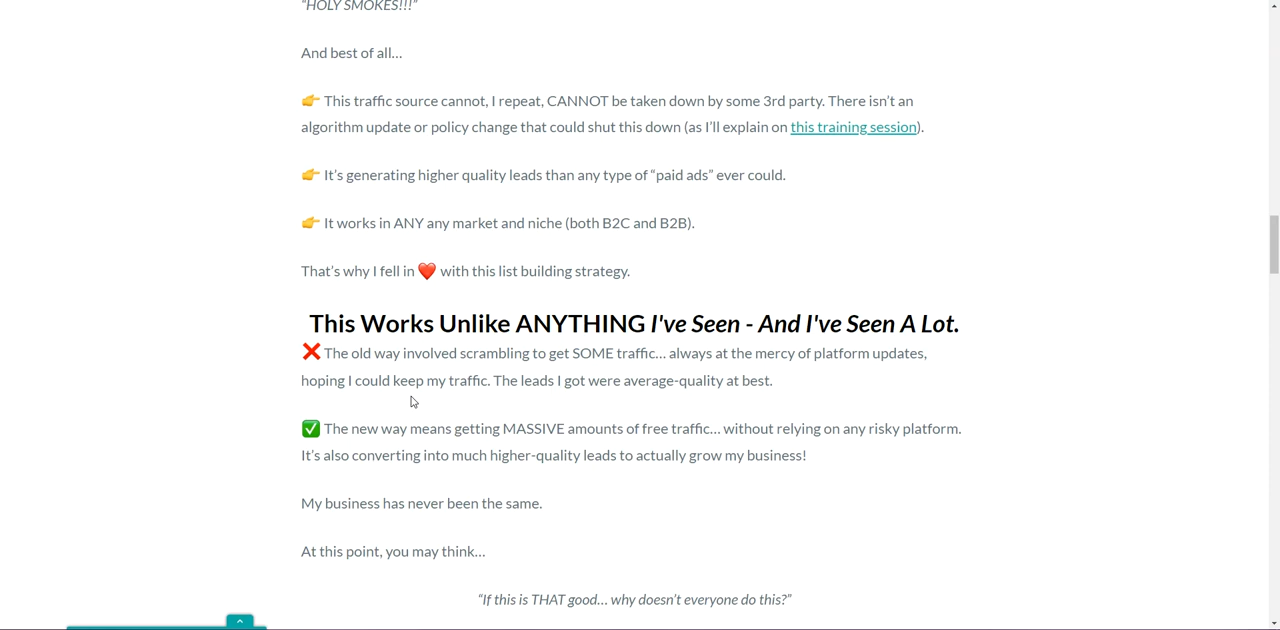 “HOLY SMOKES!!!”
And best of all…
👉 This traffic source cannot, I repeat, CANNOT be taken down by some 3rd party. There isn’t an
algorithm update or policy change that could shut this down (as I’ll explain on this training session).
👉 It’s generating higher quality leads than any type of “paid ads” ever could.
👉 It works in ANY any market and niche (both B2C and B2B).
That’s why I fell in ❤️ with this list building strategy.
This Works Unlike ANYTHING I've Seen - And I've Seen A Lot.
❌ The old way involved scrambling to get SOME traffic… always at the mercy of platform updates,
hoping I could keep my traffic. The leads I got were average-quality at best.
✅ The new way means getting MASSIVE amounts of free traffic… without relying on any risky platform.
It’s also converting into much higher-quality leads to actually grow my business!
My business has never been the same.
At this point, you may think…
“If this is THAT good… why doesn’t everyone do this?”